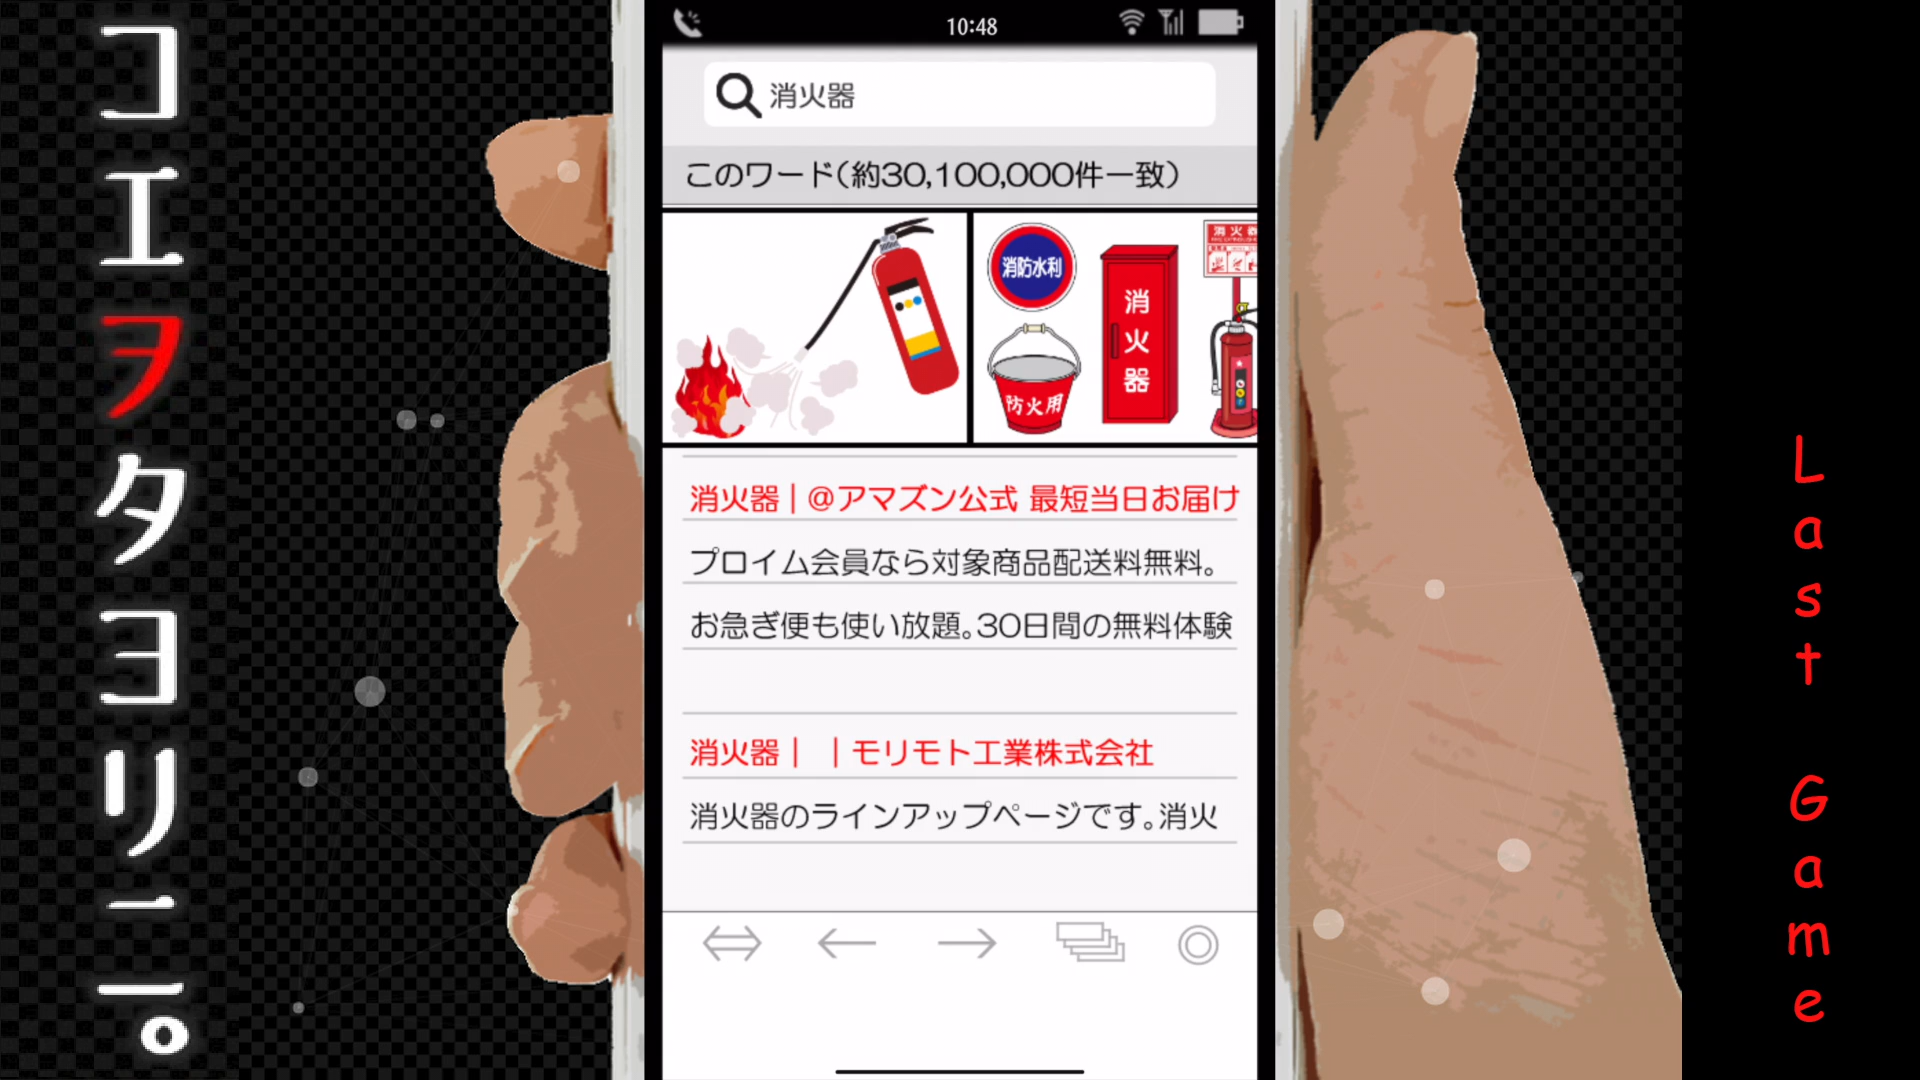 コエヲタヨリニ。
10:48
消火器
このワード(約30,100,000件一致)
消防水利
防火用
消火器
消火器
消火器｜@アマズン公式 最短当日お届け
プロイム会員なら対象商品配送料無料。
お急ぎ便も使い放題。30日間の無料体験
消火器｜ ｜モリモト工業株式会社
消火器のラインアップページです。消火
Last Game